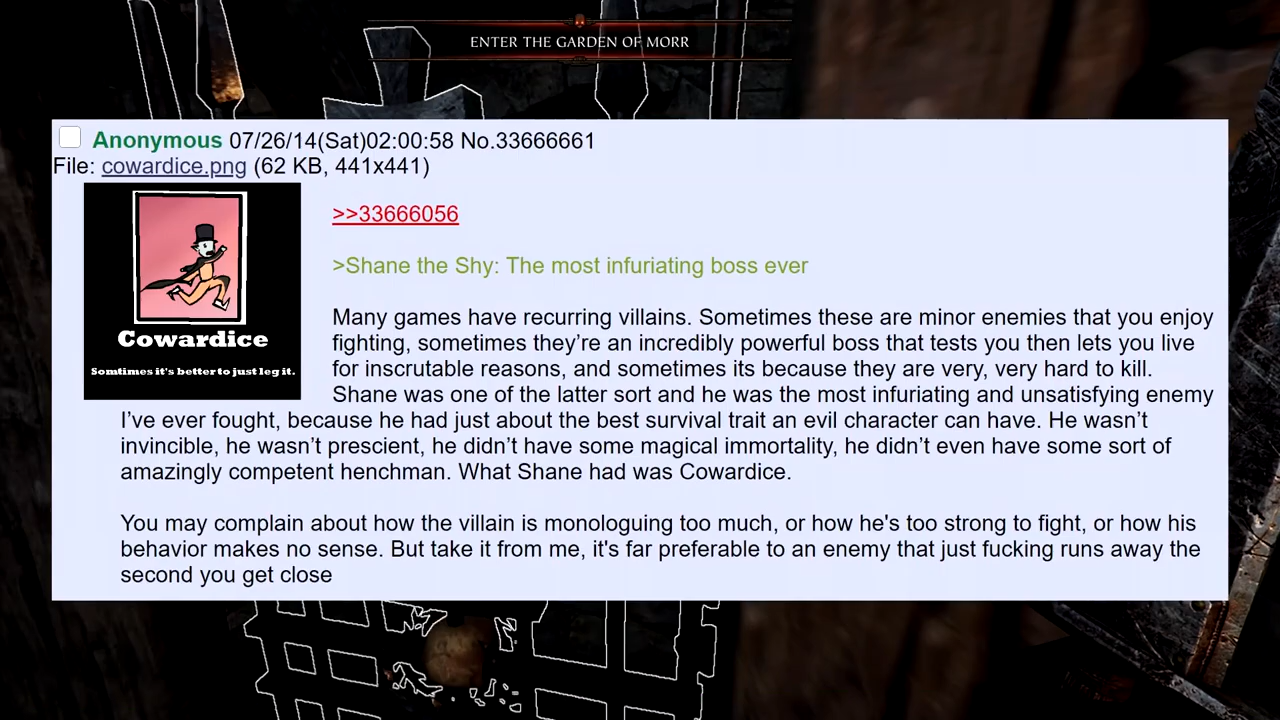 ENTER THE GARDEN OF MORR
Anonymous 07/26/14(Sat)02:00:58 No.33666661
File: cowardice.png (62 KB, 441x441)
Cowardice
Somtimes it's better to just leg it.
>>33666056
>Shane the Shy: The most infuriating boss ever
Many games have recurring villains. Sometimes these are minor enemies that you enjoy
fighting, sometimes they’re an incredibly powerful boss that tests you then lets you live
for inscrutable reasons, and sometimes its because they are very, very hard to kill.
Shane was one of the latter sort and he was the most infuriating and unsatisfying enemy
I’ve ever fought, because he had just about the best survival trait an evil character can have. He wasn’t
invincible, he wasn’t prescient, he didn’t have some magical immortality, he didn’t even have some sort of
amazingly competent henchman. What Shane had was Cowardice.
You may complain about how the villain is monologuing too much, or how he's too strong to fight, or how his
behavior makes no sense. But take it from me, it's far preferable to an enemy that just fucking runs away the
second you get close